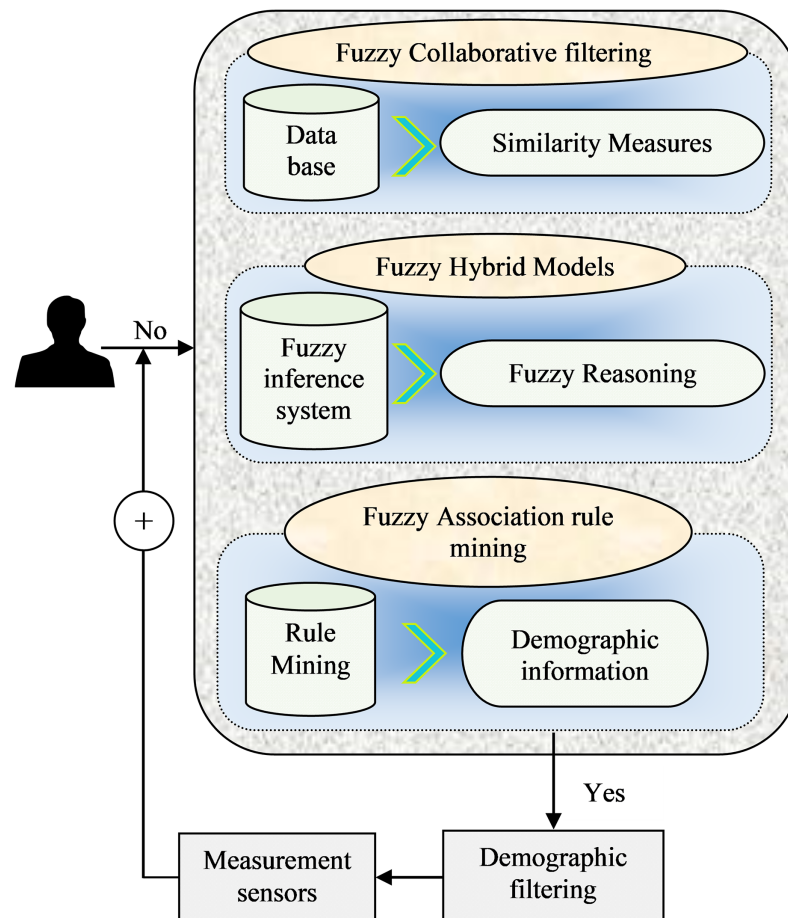 Fuzzy Collaborative filtering
Data
base
Similarity Measures
Fuzzy Hybrid Models
No
Fuzzy
inference
system
Fuzzy Reasoning
+
Fuzzy Association rule
mining
Rule
Mining
Demographic
information
Yes
Measurement
sensors
Demographic
filtering